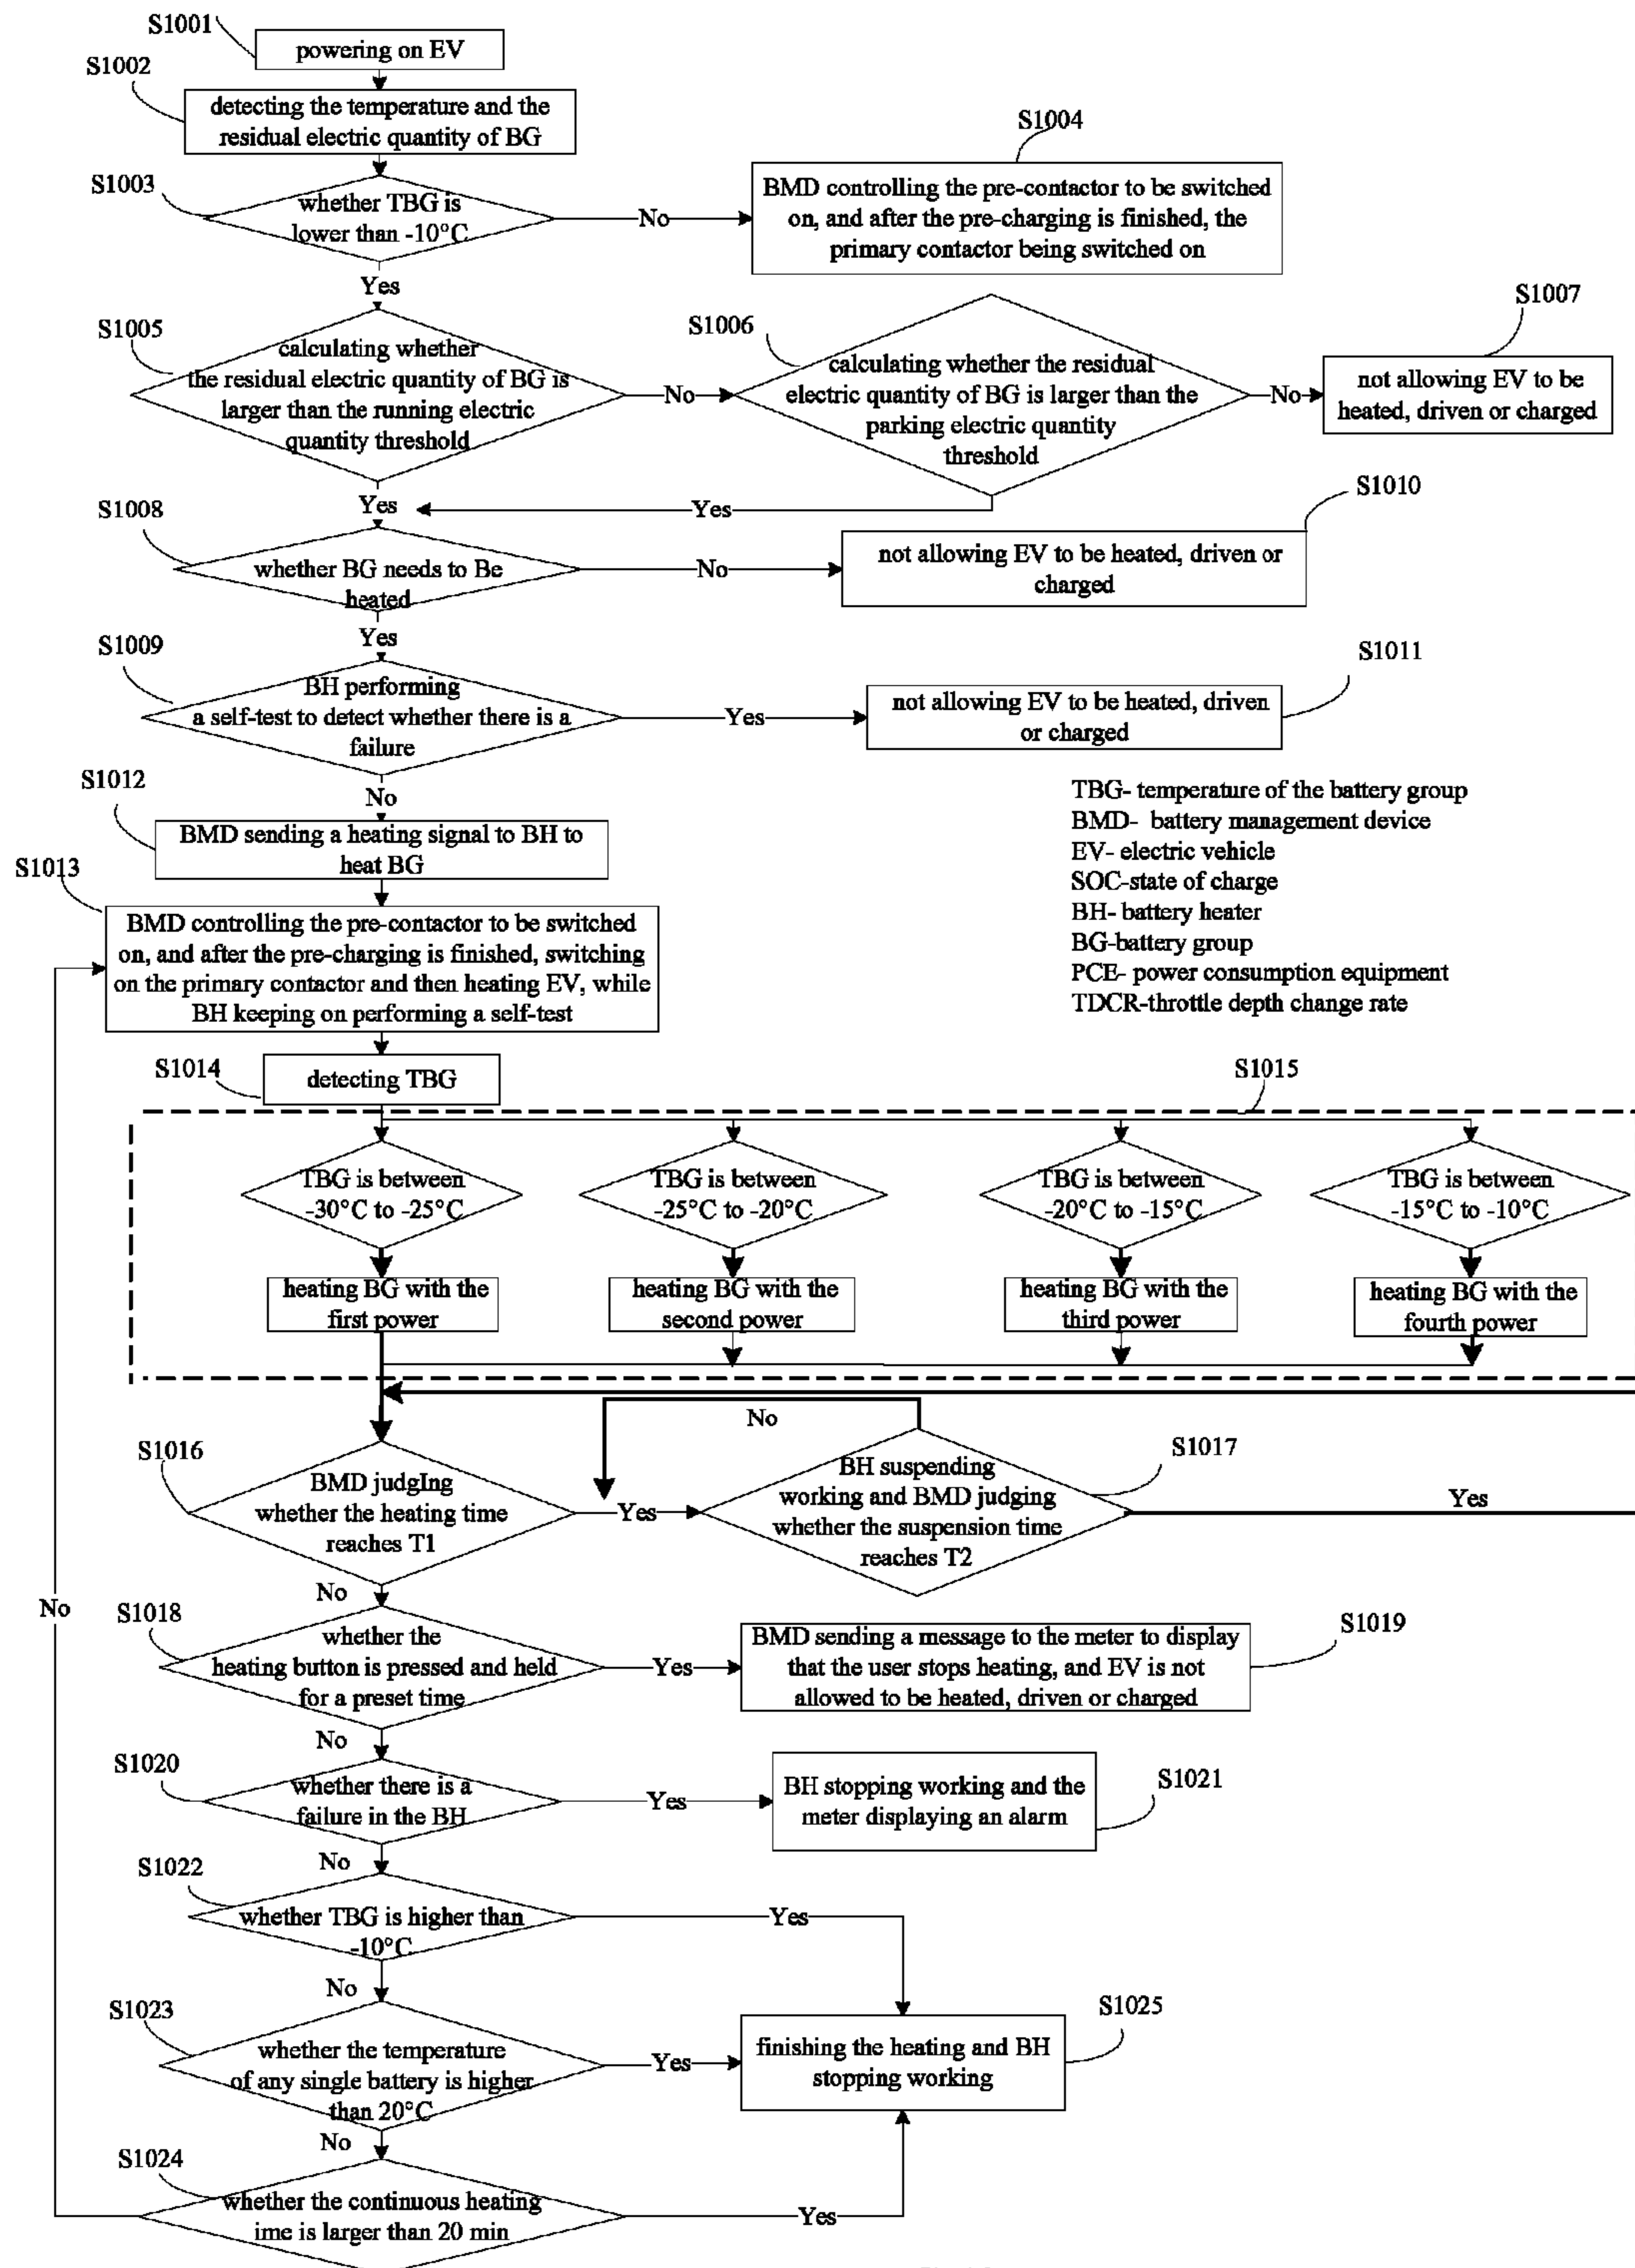 S1001
powering on EV
S1002
detecting the temperature and the
residual electric quantity of BG
S1003
whether TBG is
lower than -10°C
No
S1004
BMD controlling the pre-contactor to be switched
on, and after the pre-charging is finished, the
primary contactor being switched on
Yes
S1005
calculating whether
the residual electric quantity of BG is
larger than the running electric
quantity threshold
No
S1006
calculating whether the residual
electric quantity of BG is larger than the
parking electric quantity
threshold
No
S1007
not allowing EV to be
heated, driven or charged
Yes
Yes
S1008
whether BG needs to Be
heated
No
S1010
not allowing EV to be heated, driven or
charged
Yes
S1009
BH performing
a self-test to detect whether there is a
failure
Yes
S1011
not allowing EV to be heated, driven
or charged
No
TBG- temperature of the battery group
BMD- battery management device
EV- electric vehicle
SOC-state of charge
BH- battery heater
BG-battery group
PCE- power consumption equipment
TDCR-throttle depth change rate
S1012
BMD sending a heating signal to BH to
heat BG
S1013
BMD controlling the pre-contactor to be switched
on, and after the pre-charging is finished, switching
on the primary contactor and then heating EV, while
BH keeping on performing a self-test
S1014
detecting TBG
S1015
TBG is between
-30°C to -25°C
TBG is between
-25°C to -20°C
TBG is between
-20°C to -15°C
TBG is between
-15°C to -10°C
heating BG with the
first power
heating BG with the
second power
heating BG with the
third power
heating BG with the
fourth power
S1016
BMD judgIng
whether the heating time
reaches T1
Yes
No
S1017
BH suspending
working and BMD judging
whether the suspension time
reaches T2
Yes
No
No
S1018
whether the
heating button is pressed and held
for a preset time
Yes
S1019
BMD sending a message to the meter to display
that the user stops heating, and EV is not
allowed to be heated, driven or charged
No
S1020
whether there is a
failure in the BH
Yes
S1021
BH stopping working and the
meter displaying an alarm
No
S1022
whether TBG is higher than
-10°C
Yes
No
S1023
whether the temperature
of any single battery is higher
than 20°C
Yes
S1025
finishing the heating and BH
stopping working
No
S1024
whether the continuous heating
ime is larger than 20 min
Yes